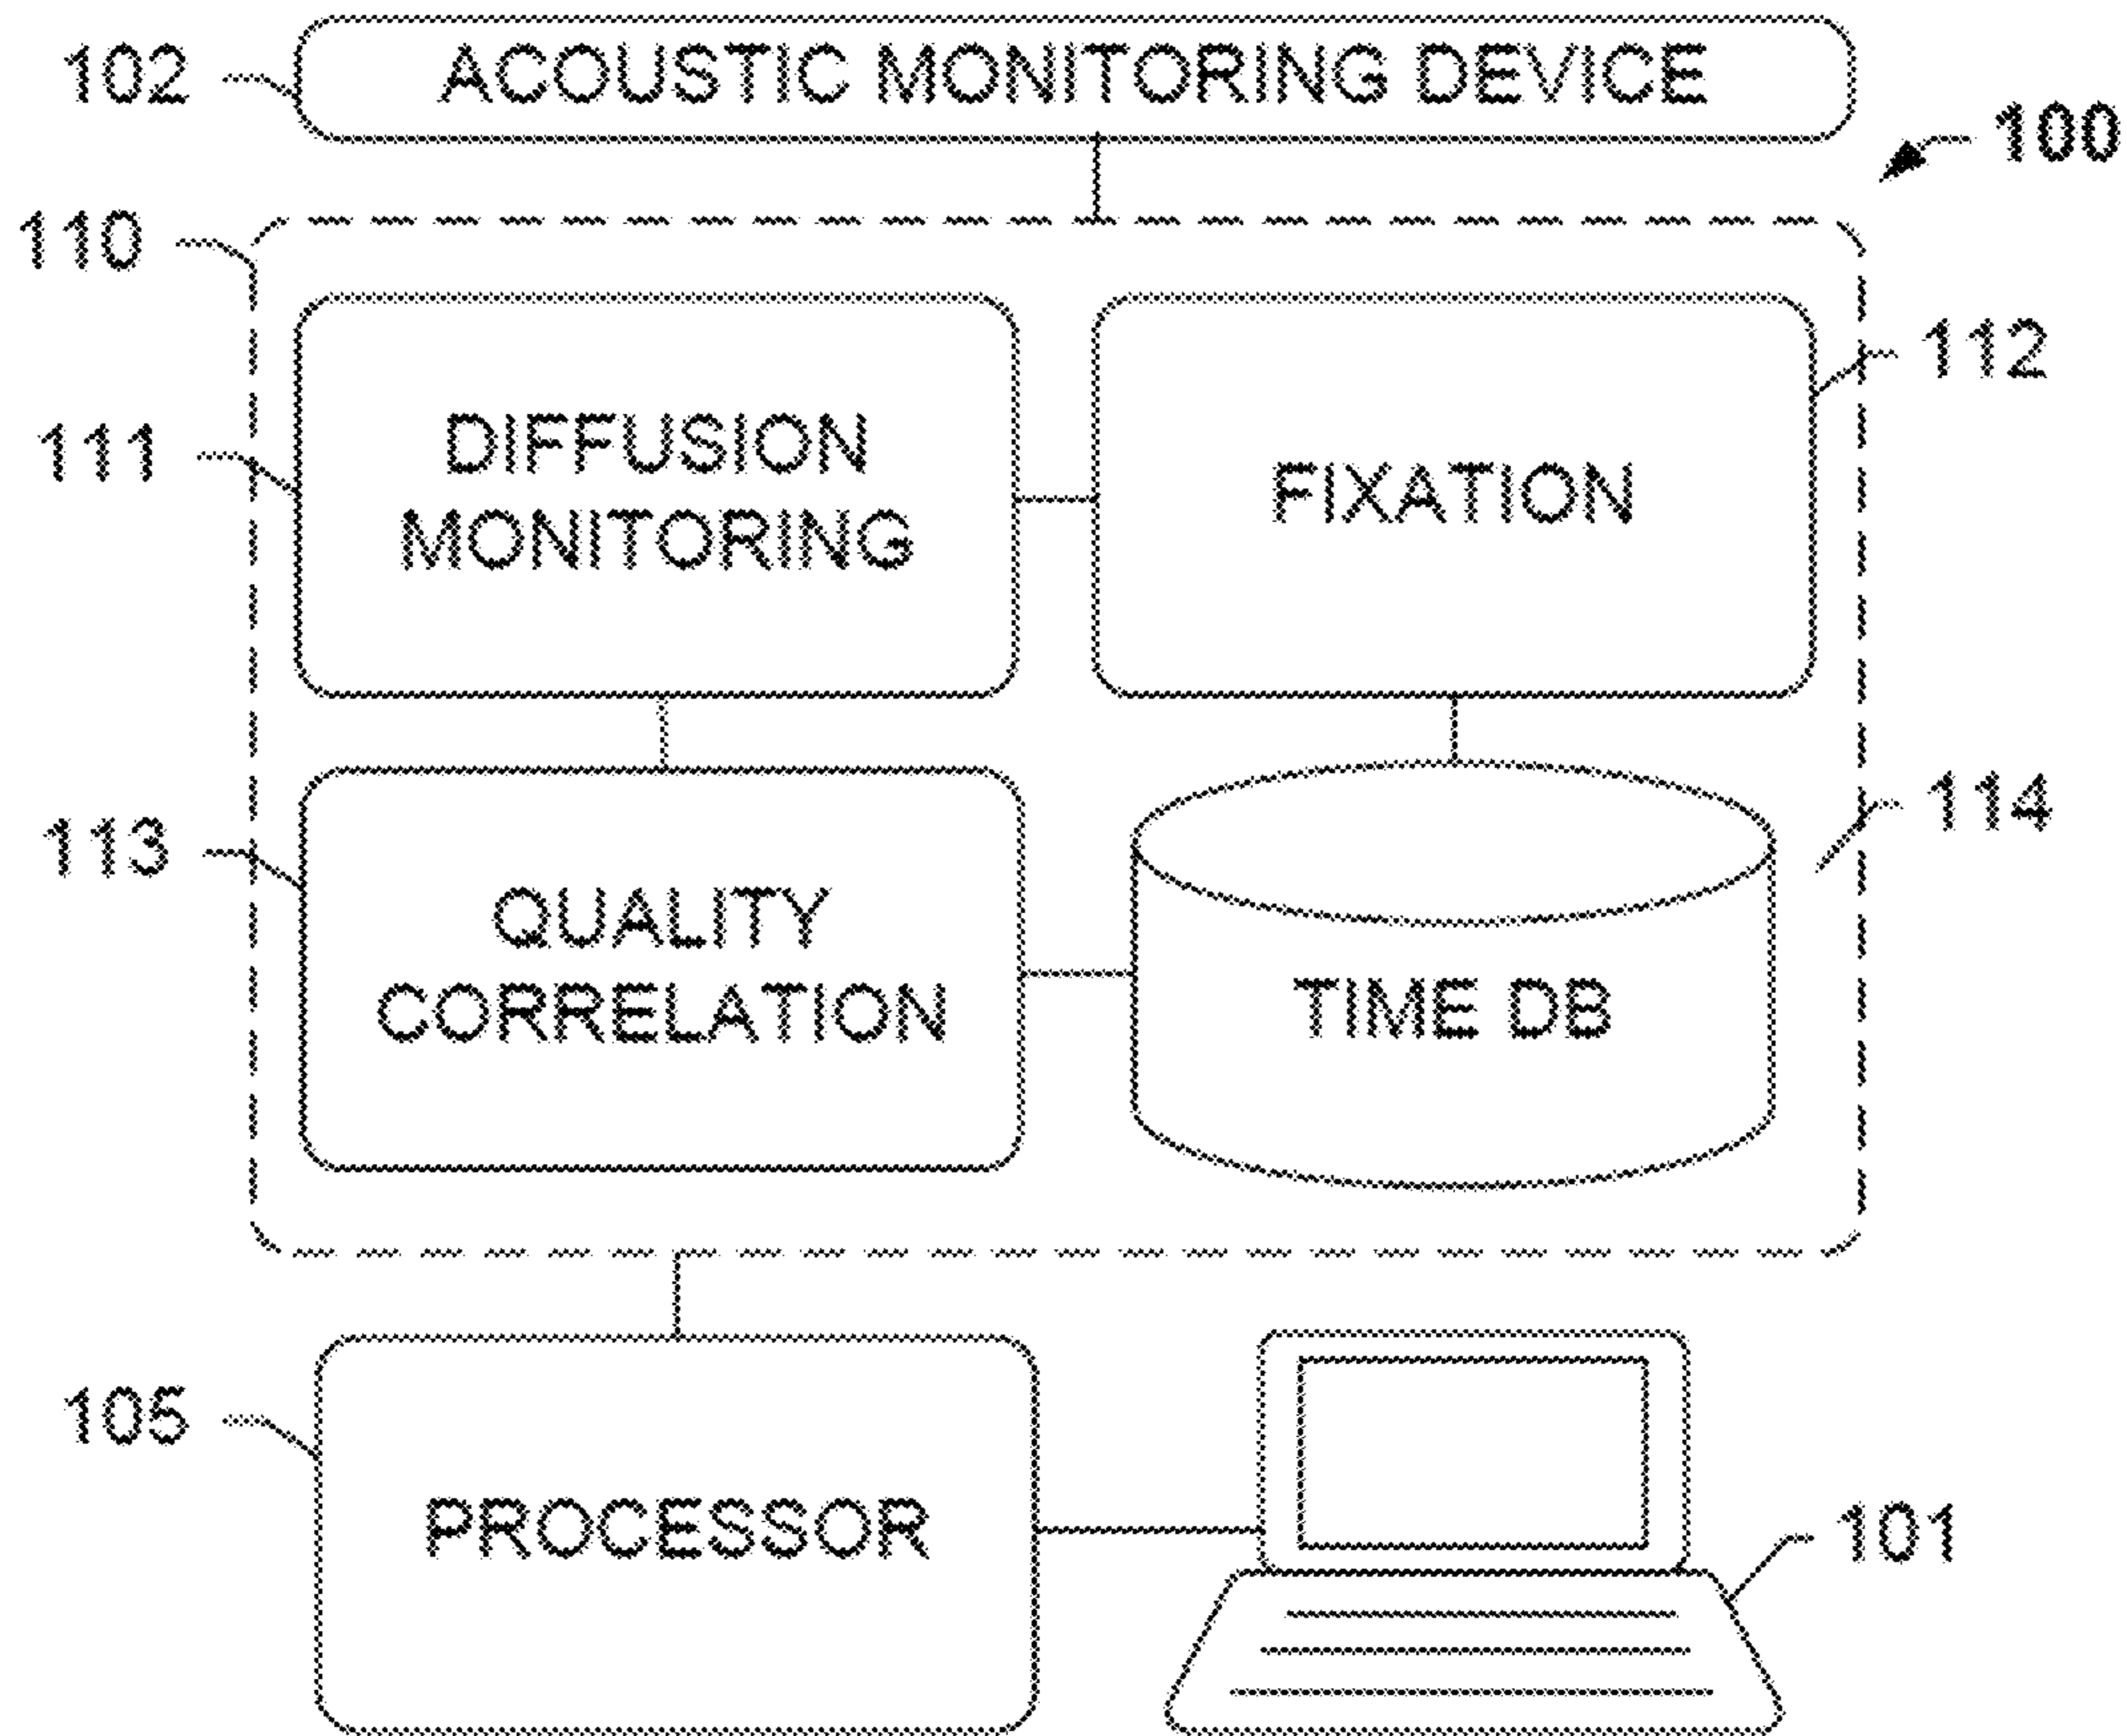 102
ACOUSTIC MONITORING DEVICE
100
110
112
111
DIFFUSION
MONITORING
FIXATION
113
114
QUALITY
CORRELATION
TIME DB
105
PROCESSOR
101